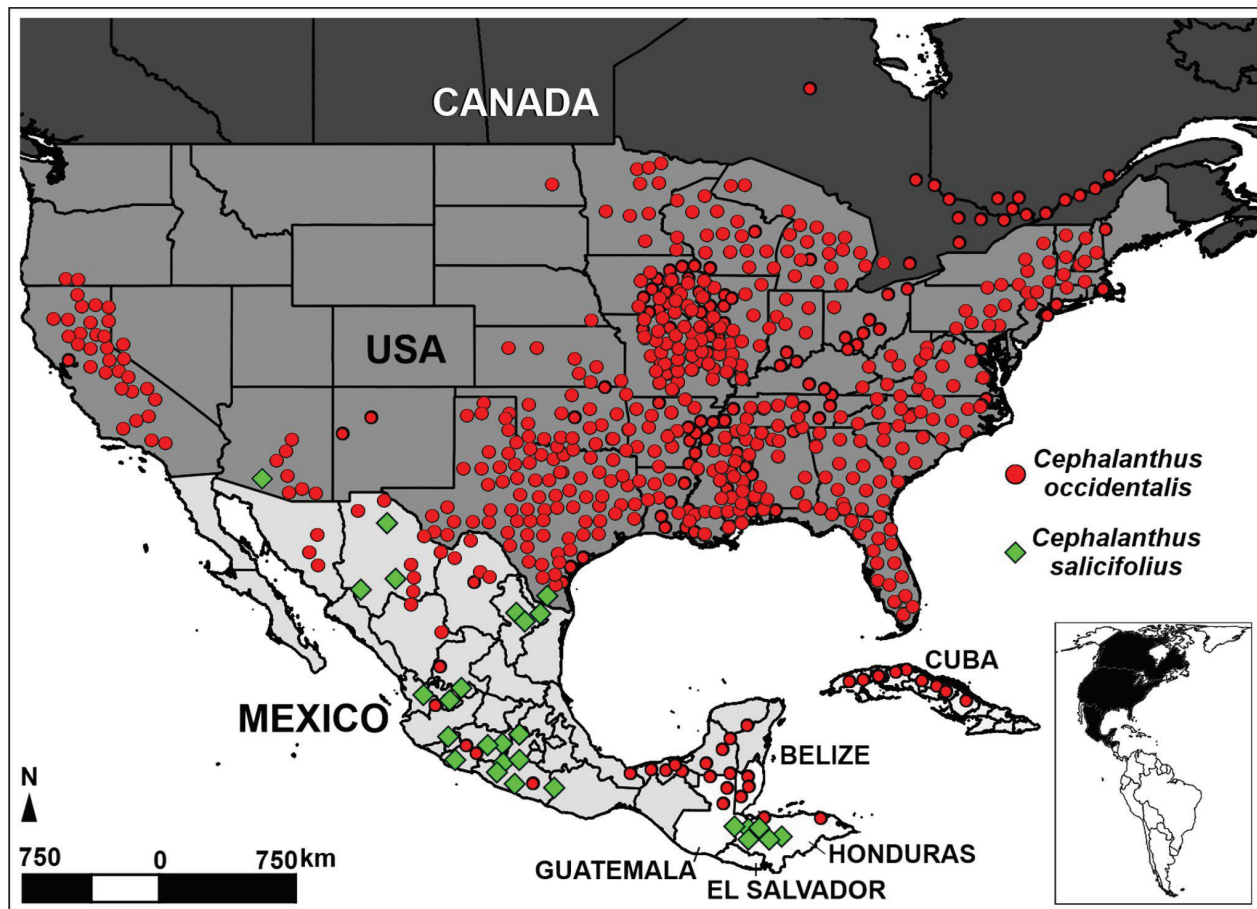 CANADA
USA
Cephalanthus
occidentalis
Cephalanthus
salicifolius
CUBA
MEXICO
BELIZE
N
HONDURAS
GUATEMALA
EL SALVADOR
750 0 750 km